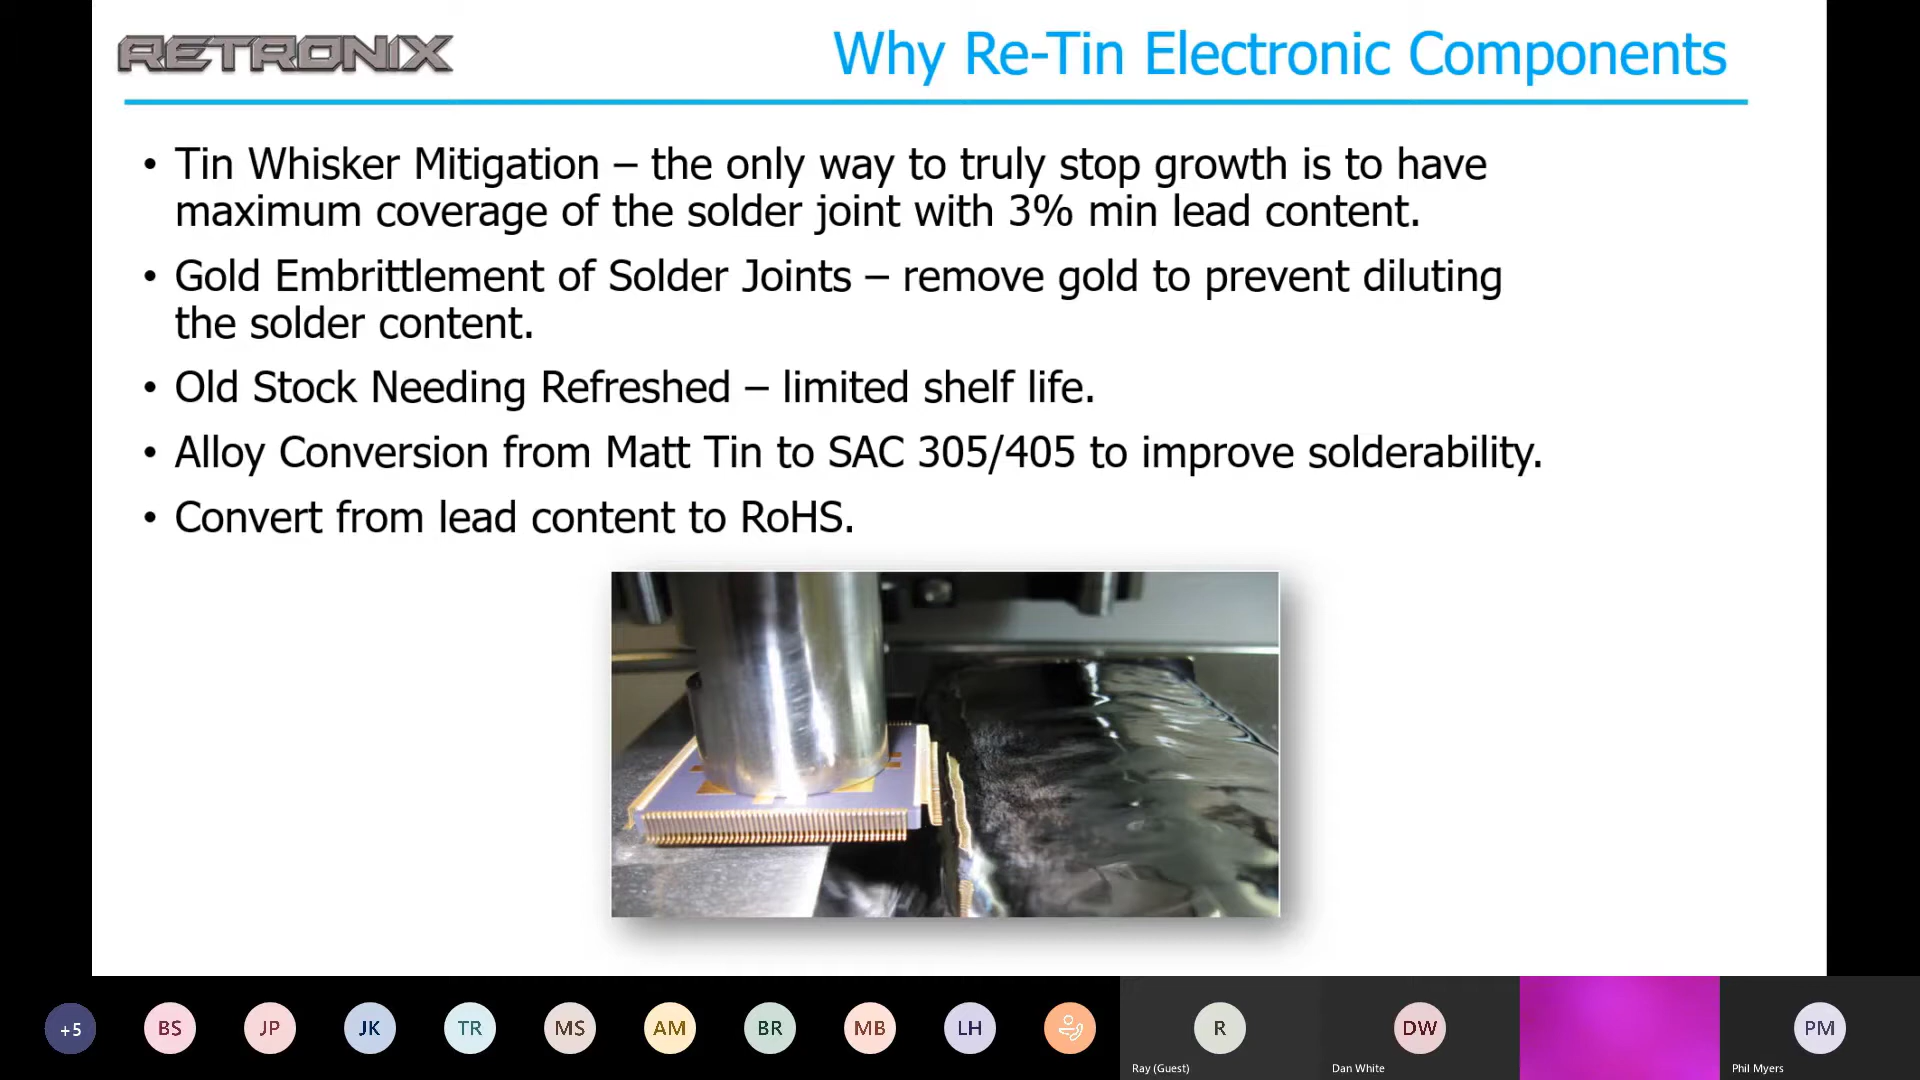 RETRONIX
Why Re-Tin Electronic Components
• Tin Whisker Mitigation – the only way to truly stop growth is to have
maximum coverage of the solder joint with 3% min lead content.
• Gold Embrittlement of Solder Joints – remove gold to prevent diluting
the solder content.
• Old Stock Needing Refreshed – limited shelf life.
• Alloy Conversion from Matt Tin to SAC 305/405 to improve solderability.
• Convert from lead content to RoHS.
+5
BS
JP
JK
TR
MS
AM
BR
MB
LH
R
DW
PM
Ray (Guest)
Dan White
Phil Myers